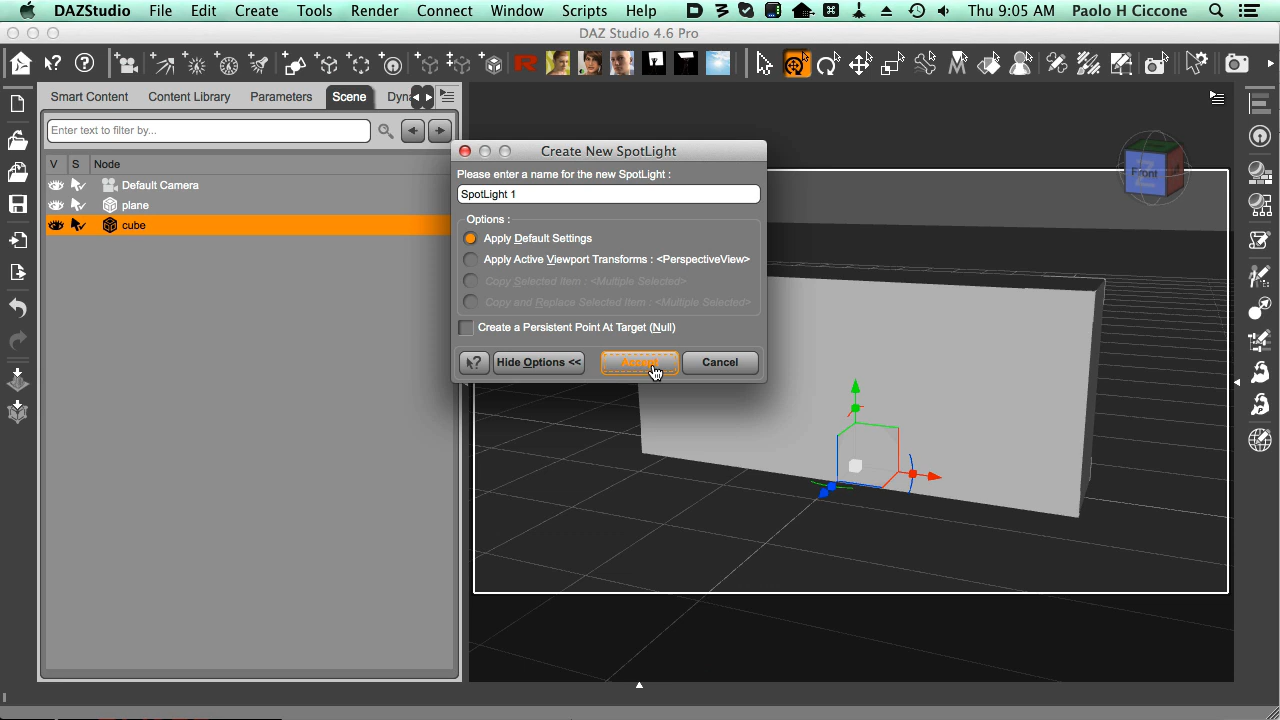 DAZStudio File Edit Create Tools Render Connect Window Scripts Help Thu 9:05 AM Paolo H Ciccone
DAZ Studio 4.6 Pro
Smart Content Content Library Parameters Scene
Enter text to filter by...
V S Node
Default Camera
plane
cube
Create New SpotLight
Please enter a name for the new SpotLight :
SpotLight 1
Options :
Apply Default Settings
Apply Active Viewport Transforms : <PerspectiveView>
Copy Selected Item : <Multiple Selected>
Copy and Replace Selected Item : <Multiple Selected>
Create a Persistent Point At Target (Null)
Hide Options << Accept Cancel
Front